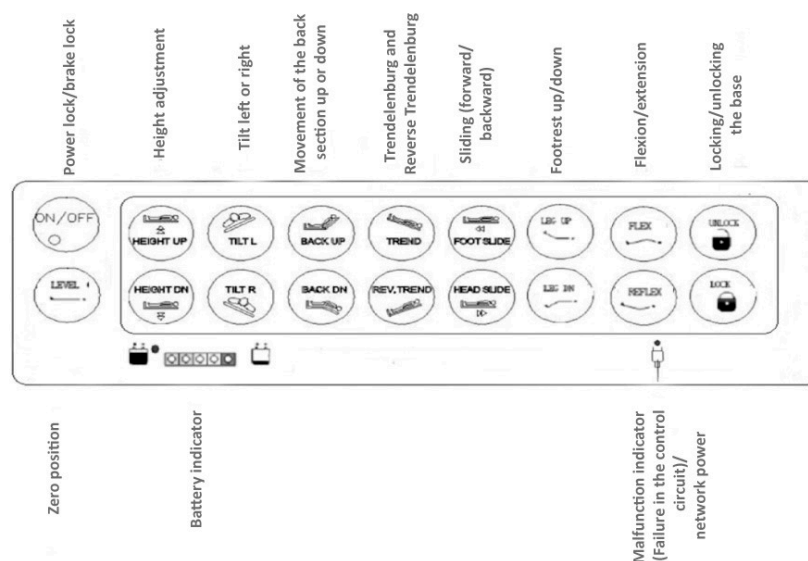 Power lock/brake lock
Height adjustment
Tilt left or right
Movement of the back
section up or down
Trendelenburg and
Reverse Trendelenburg
Sliding (forward/
backward)
Footrest up/down
Flexion/extension
Locking/unlocking
the base
ON/OFF
HEIGHT UP
TILT L
BACK UP
TREND
FOOT SLIDE
LEG UP
FLEX
UNLOCK
LEVEL
HEIGHT DN
TILT R
BACK DN
REV.TREND
HEAD SLIDE
LEG DN
REFLEX
LOCK
Zero position
Battery indicator
Malfunction indicator
(Failure in the control
circuit)/
network power